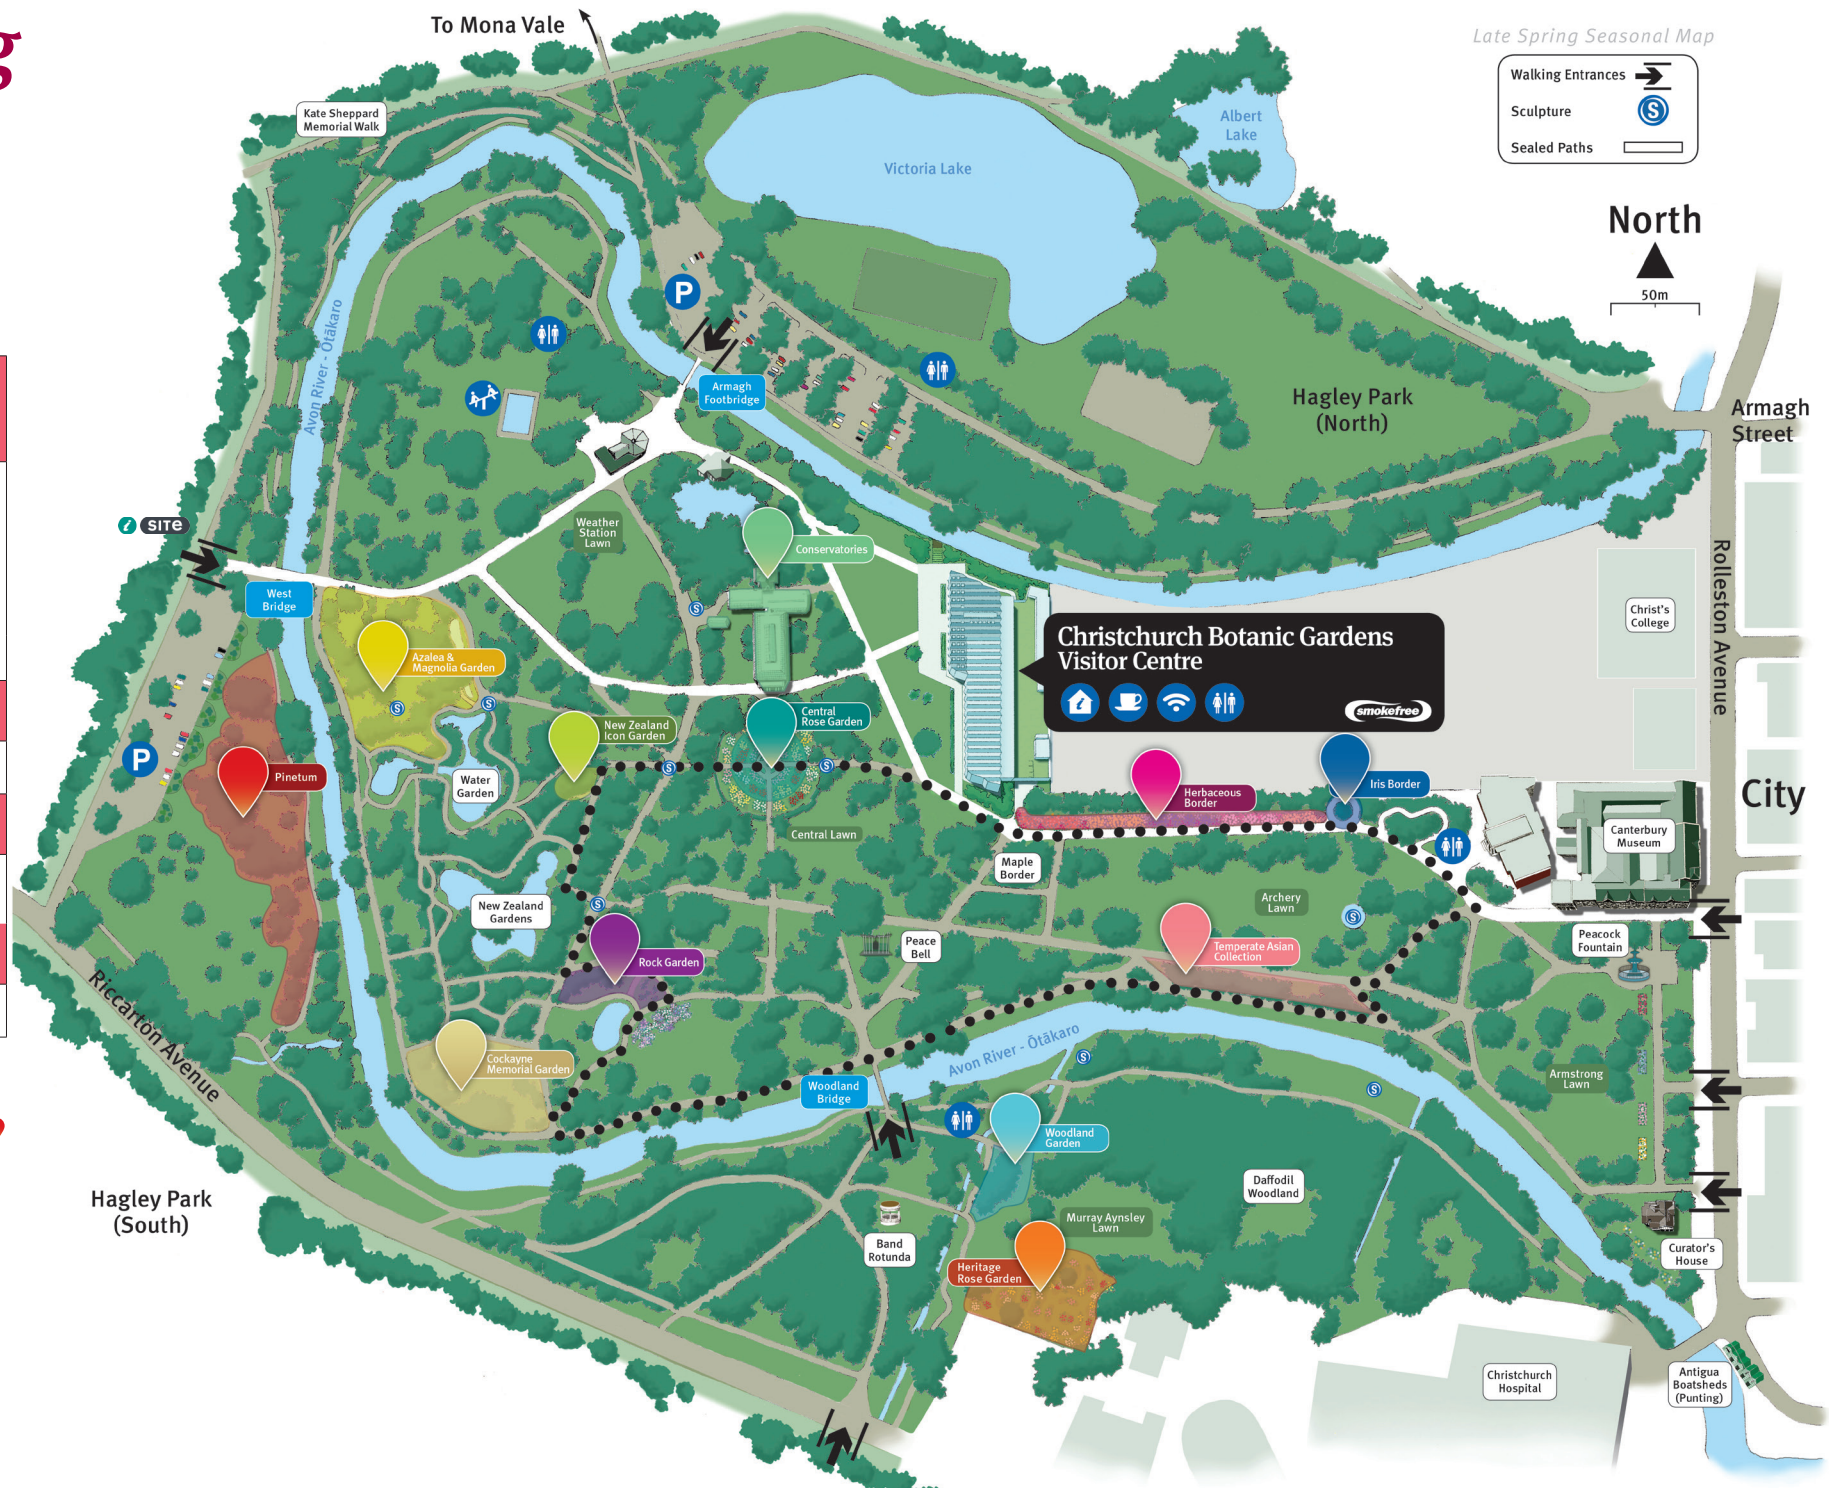 g
To Mona Vale
Late Spring Seasonal Map
Walking Entrances
Sculpture
S
Sealed Paths
Kate Sheppard
Memorial Walk
Albert
Lake
Victoria Lake
North
50m
P
Avon River - Ōtākaro
Armagh
Footbridge
Hagley Park
(North)
Armagh
Street
i SITE
Weather
Station
Lawn
Conservatories
Rolleston Avenue
West
Bridge
S
Christ's
College
Christchurch Botanic Gardens
Visitor Centre
smokefree
Azalea &
Magnolia Garden
S
S
New Zealand
Icon Garden
Central
Rose Garden
P
Pinetum
Water
Garden
S
S
Herbaceous
Border
Iris Border
City
Central Lawn
Canterbury
Museum
Maple
Border
New Zealand
Gardens
S
Archery
Lawn
S
Peace
Bell
Temperate Asian
Collection
Peacock
Fountain
Rock Garden
Riccarton Avenue
Cockayne
Memorial Garden
Avon River - Ōtākaro
S
Woodland
Bridge
S
Armstrong
Lawn
Woodland
Garden
Hagley Park
(South)
Daffodil
Woodland
Murray Aynsley
Lawn
Band
Rotunda
Heritage
Rose Garden
Curator's
House
Christchurch
Hospital
Antigua
Boatsheds
(Punting)